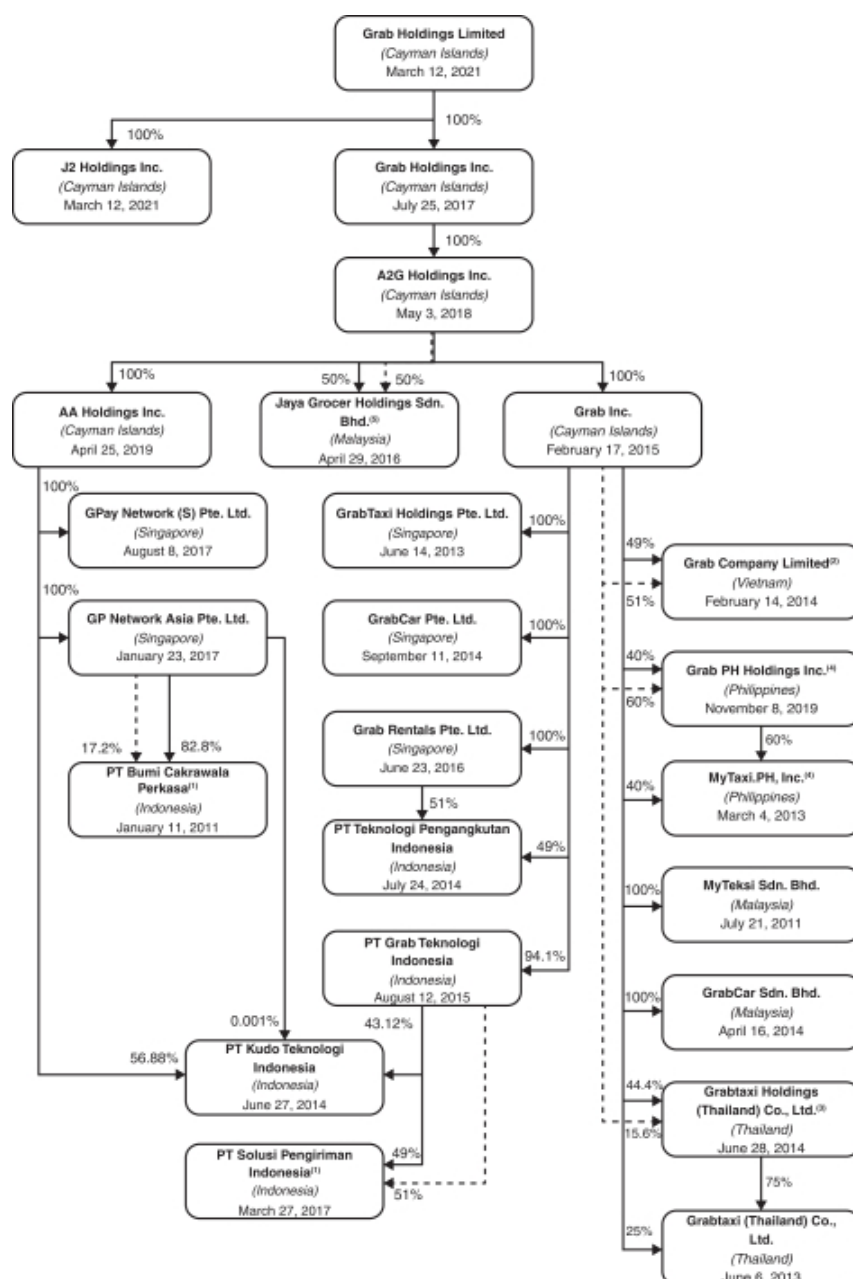 Grab Holdings Limited
(Cayman Islands)
March 12, 2021
100%
100%
J2 Holdings Inc.
(Cayman Islands)
March 12, 2021
Grab Holdings Inc.
(Cayman Islands)
July 25, 2017
100%
A2G Holdings Inc.
(Cayman Islands)
May 3, 2018
100%
50%
50%
100%
AA Holdings Inc.
(Cayman Islands)
April 25, 2019
Jaya Grocer Holdings Sdn.
Bhd.(5)
(Malaysia)
April 29, 2016
Grab Inc.
(Cayman Islands)
February 17, 2015
100%
GPay Network (S) Pte. Ltd.
(Singapore)
August 8, 2017
100%
GP Network Asia Pte. Ltd.
(Singapore)
January 23, 2017
17.2%
82.8%
PT Bumi Cakrawala
Perkasa(1)
(Indonesia)
January 11, 2011
GrabTaxi Holdings Pte. Ltd.
(Singapore)
June 14, 2013
100%
GrabCar Pte. Ltd.
(Singapore)
September 11, 2014
100%
Grab Rentals Pte. Ltd.
(Singapore)
June 23, 2016
100%
51%
PT Teknologi Pengangkutan
Indonesia
(Indonesia)
July 24, 2014
49%
PT Grab Teknologi
Indonesia
(Indonesia)
August 12, 2015
94.1%
0.001%
43.12%
56.88%
PT Kudo Teknologi
Indonesia
(Indonesia)
June 27, 2014
49%
51%
PT Solusi Pengiriman
Indonesia(1)
(Indonesia)
March 27, 2017
49%
51%
Grab Company Limited(2)
(Vietnam)
February 14, 2014
40%
60%
Grab PH Holdings Inc.(4)
(Philippines)
November 8, 2019
60%
40%
MyTaxi.PH, Inc.(4)
(Philippines)
March 4, 2013
100%
MyTeksi Sdn. Bhd.
(Malaysia)
July 21, 2011
100%
GrabCar Sdn. Bhd.
(Malaysia)
April 16, 2014
44.4%
15.6%
Grabtaxi Holdings
(Thailand) Co., Ltd.(3)
(Thailand)
June 28, 2014
75%
25%
Grabtaxi (Thailand) Co.,
Ltd.
(Thailand)
June 6, 2013